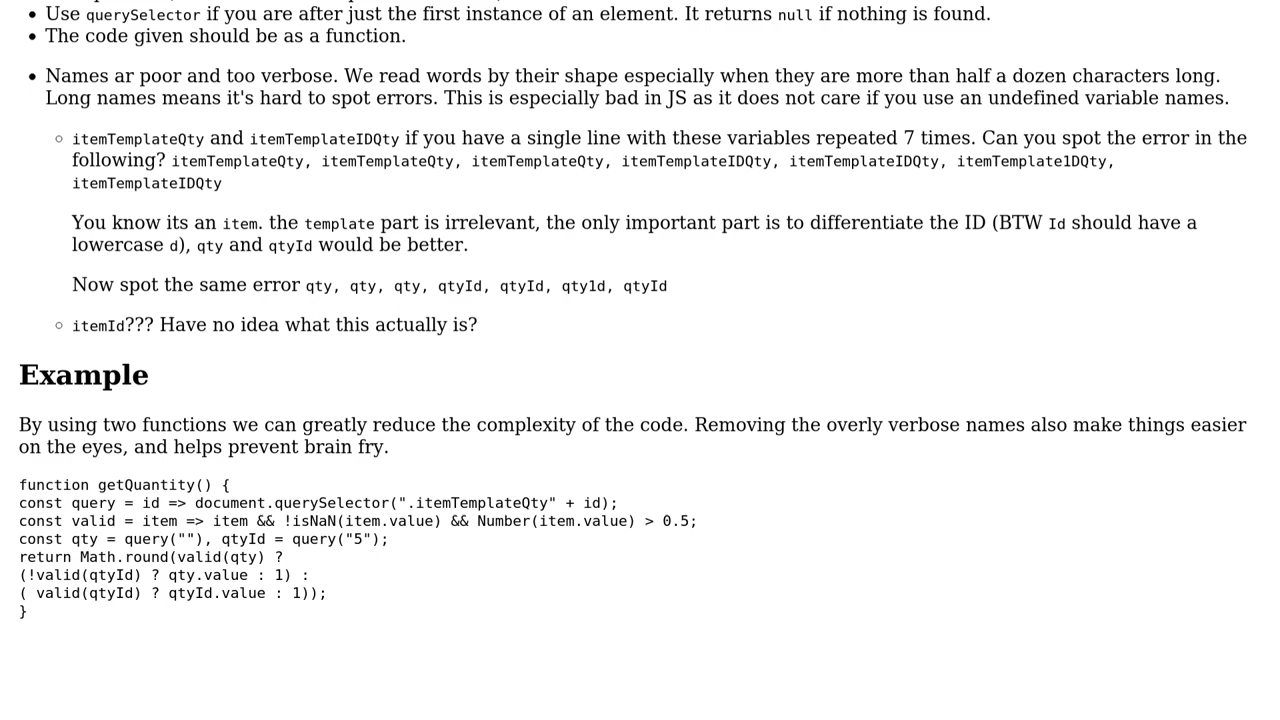 • Use querySelector if you are after just the first instance of an element. It returns null if nothing is found.
• The code given should be as a function.
• Names ar poor and too verbose. We read words by their shape especially when they are more than half a dozen characters long.
Long names means it's hard to spot errors. This is especially bad in JS as it does not care if you use an undefined variable names.
◦ itemTemplateQty and itemTemplateIDQty if you have a single line with these variables repeated 7 times. Can you spot the error in the
following? itemTemplateQty, itemTemplateQty, itemTemplateQty, itemTemplateIDQty, itemTemplateIDQty, itemTemplate1DQty,
itemTemplateIDQty
You know its an item. the template part is irrelevant, the only important part is to differentiate the ID (BTW Id should have a
lowercase d), qty and qtyId would be better.
Now spot the same error qty, qty, qty, qtyId, qtyId, qty1d, qtyId
◦ itemId??? Have no idea what this actually is?
Example
By using two functions we can greatly reduce the complexity of the code. Removing the overly verbose names also make things easier
on the eyes, and helps prevent brain fry.
function getQuantity() {
const query = id => document.querySelector(".itemTemplateQty" + id);
const valid = item => item && !isNaN(item.value) && Number(item.value) > 0.5;
const qty = query(""), qtyId = query("5");
return Math.round(valid(qty) ?
(!valid(qtyId) ? qty.value : 1) :
( valid(qtyId) ? qtyId.value : 1));
}